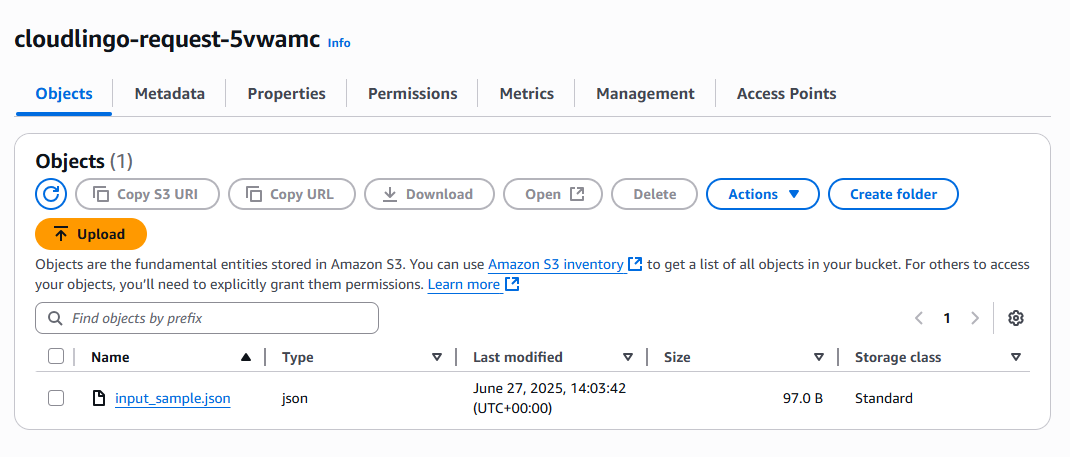 cloudlingo-request-5vwamc Info
Objects Metadata Properties Permissions Metrics Management Access Points
Objects (1)
Copy S3 URI Copy URL Download Open Delete Actions Create folder
Upload
Objects are the fundamental entities stored in Amazon S3. You can use Amazon S3 inventory to get a list of all objects in your bucket. For others to access
your objects, you'll need to explicitly grant them permissions. Learn more
Find objects by prefix 1
Name Type Last modified Size Storage class
input_sample.json json June 27, 2025, 14:03:42 (UTC+00:00) 97.0 B Standard